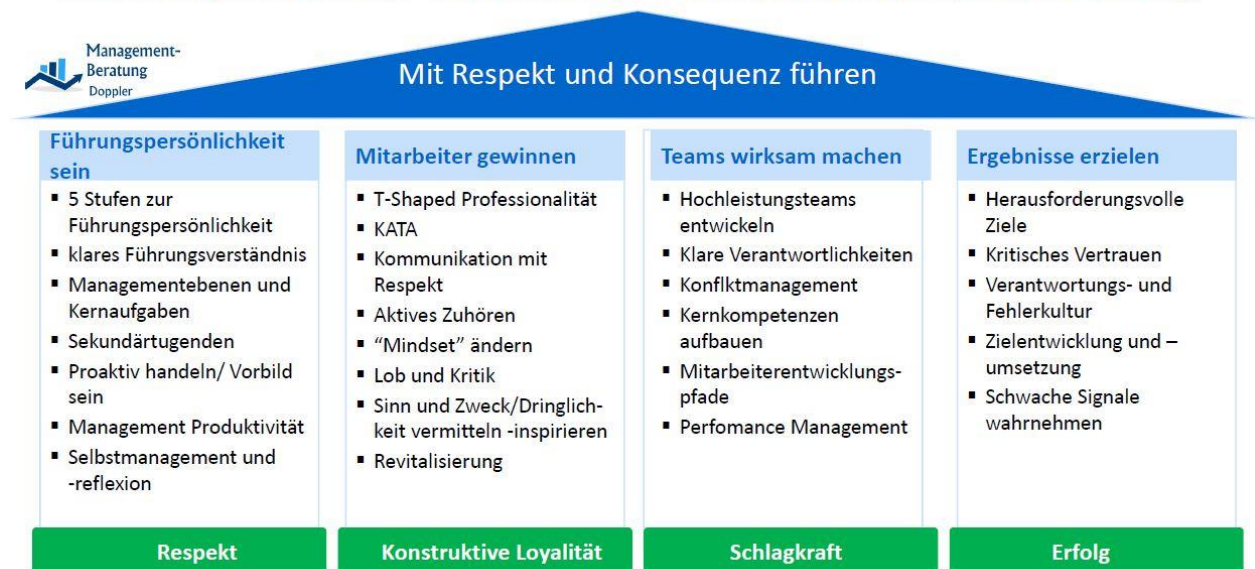 Management-
Beratung
Doppler
Mit Respekt und Konsequenz führen
Führungspersönlichkeit
sein
▪ 5 Stufen zur
Führungspersönlichkeit
▪ klares Führungsverständnis
▪ Managementebenen und
Kernaufgaben
▪ Sekundärtugenden
▪ Proaktiv handeln/ Vorbild
sein
▪ Management Produktivität
▪ Selbstmanagement und
-reflexion
Respekt
Mitarbeiter gewinnen
▪ T-Shaped Professionalität
▪ KATA
▪ Kommunikation mit
Respekt
▪ Aktives Zuhören
▪ “Mindset” ändern
▪ Lob und Kritik
▪ Sinn und Zweck/Dringlich-
keit vermitteln -inspirieren
▪ Revitalisierung
Konstruktive Loyalität
Teams wirksam machen
▪ Hochleistungsteams
entwickeln
▪ Klare Verantwortlichkeiten
▪ Konflktmanagement
▪ Kernkompetenzen
aufbauen
▪ Mitarbeiterentwicklungs-
pfade
▪ Perfomance Management
Schlagkraft
Ergebnisse erzielen
▪ Herausforderungsvolle
Ziele
▪ Kritisches Vertrauen
▪ Verantwortungs- und
Fehlerkultur
▪ Zielentwicklung und –
umsetzung
▪ Schwache Signale
wahrnehmen
Erfolg